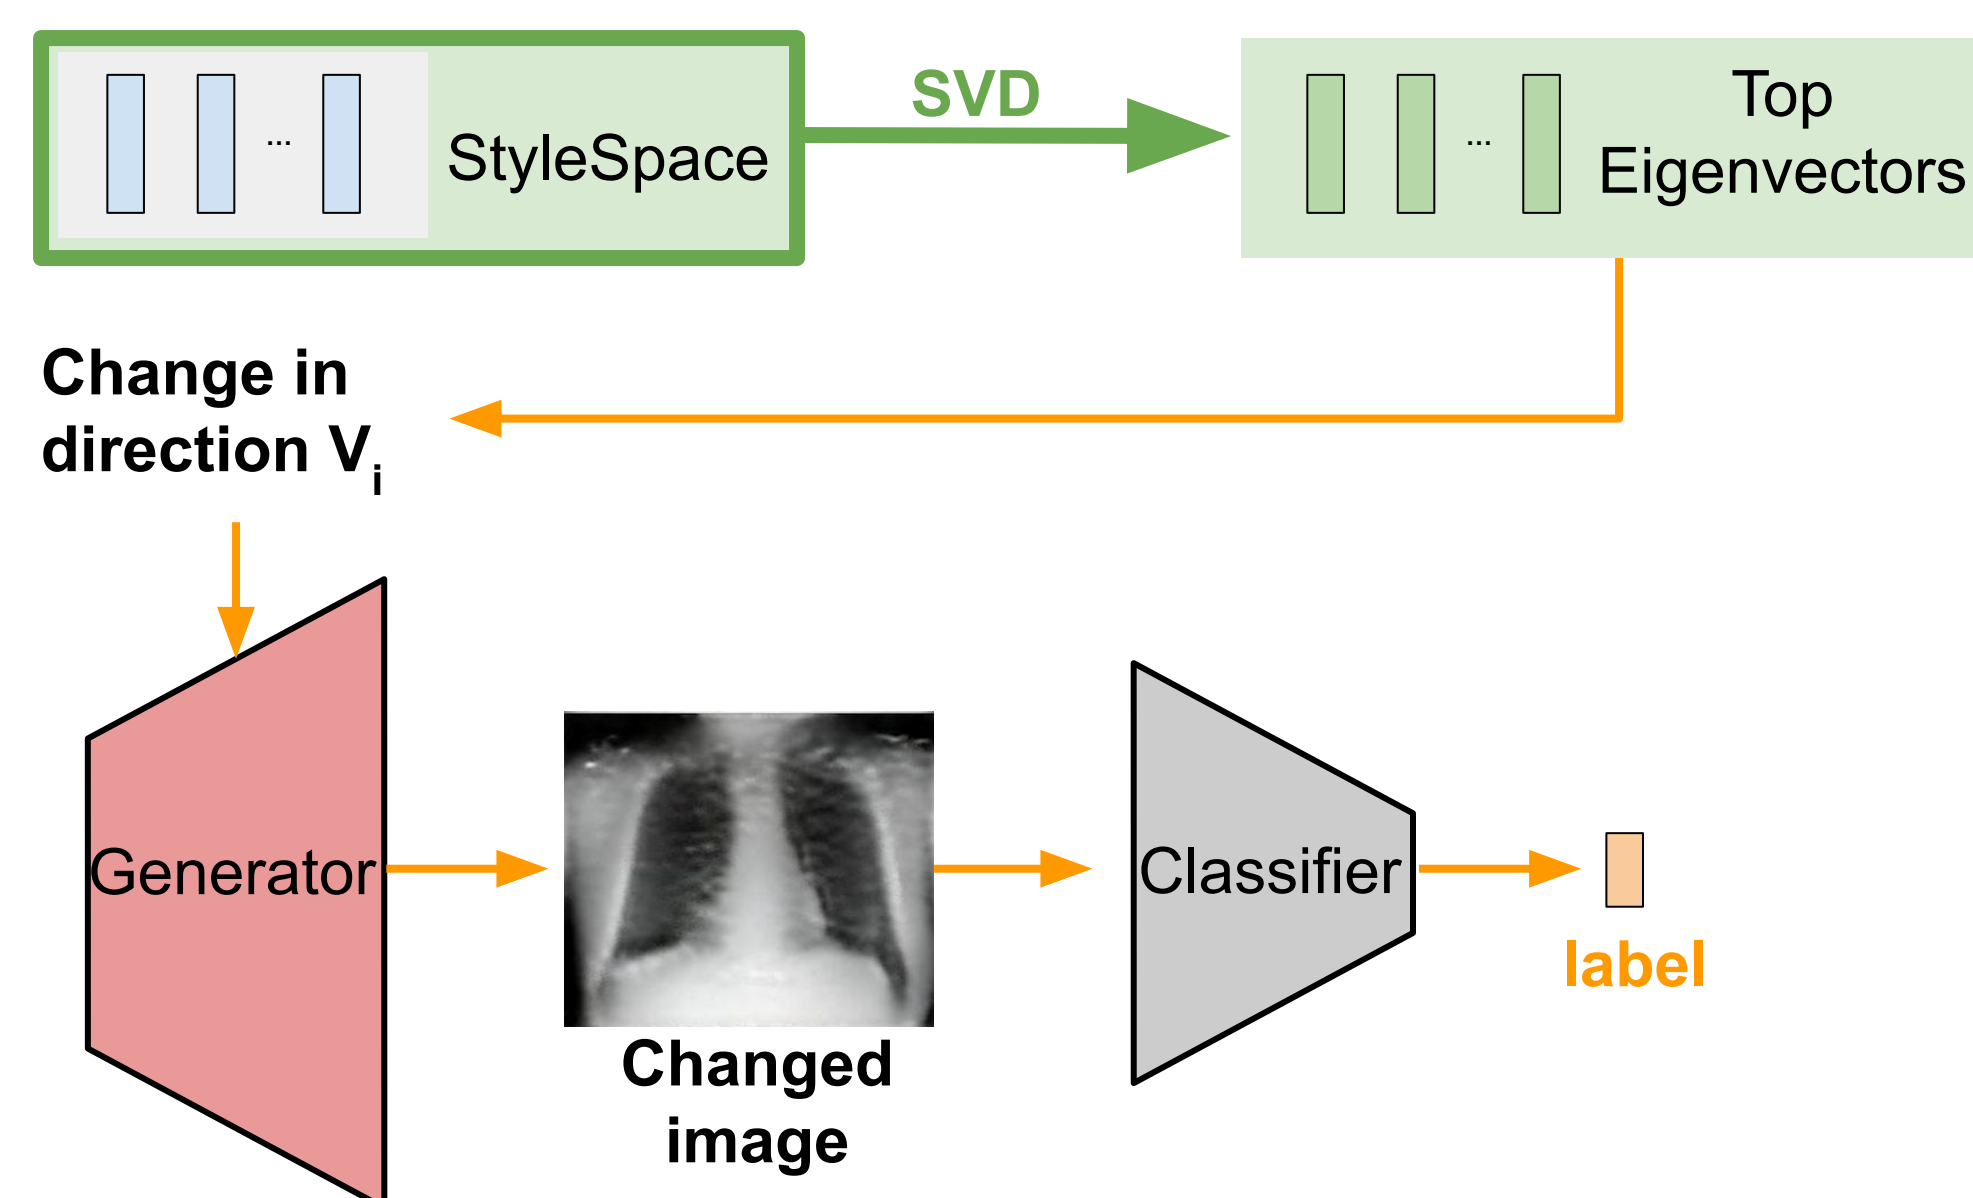 StyleSpace
...
SVD
...
Top
Eigenvectors
Change in
direction Vi
Generator
Changed
image
Classifier
label